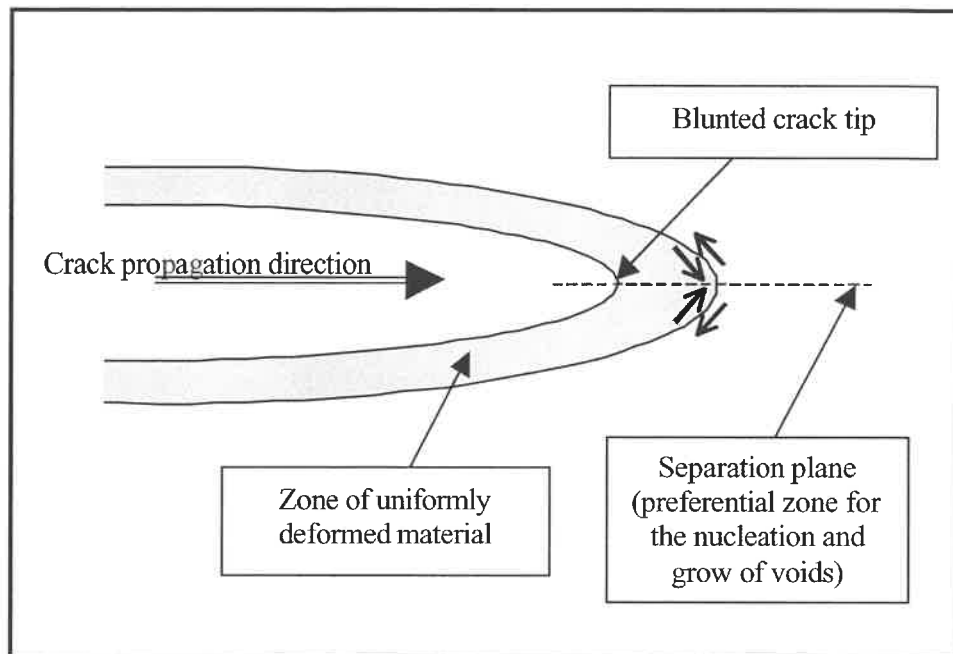 Blunted crack tip
Crack propagation direction
Zone of uniformly
deformed material
Separation plane
(preferential zone for
the nucleation and
grow of voids)